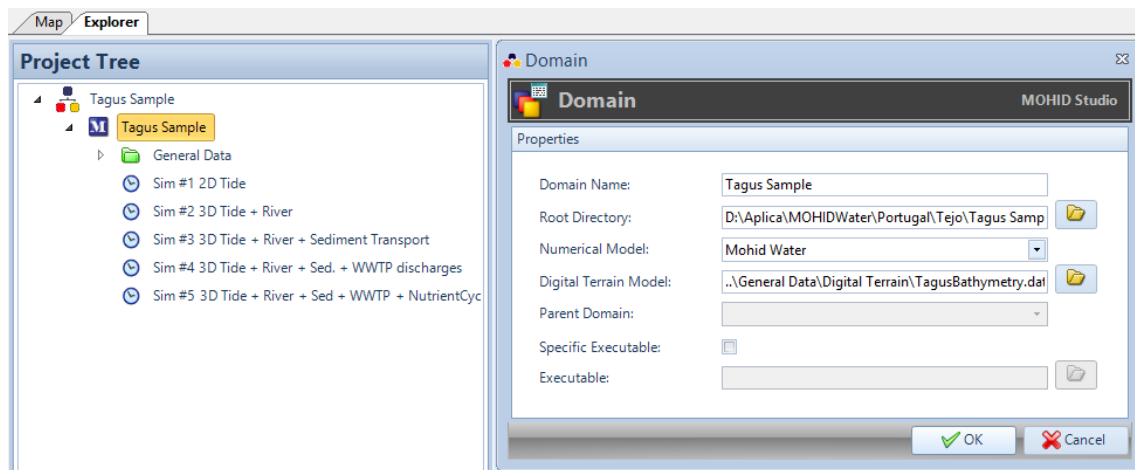 Map Explorer
Project Tree
Tagus Sample
Tagus Sample
General Data
Sim #1 2D Tide
Sim #2 3D Tide + River
Sim #3 3D Tide + River + Sediment Transport
Sim #4 3D Tide + River + Sed. + WWTP discharges
Sim #5 3D Tide + River + Sed + WWTP + NutrientCyc
Domain
Domain MOHID Studio
Properties
Domain Name: Tagus Sample
Root Directory: D:\Aplica\MOHIDWater\Portugal\Tejo\Tagus Samp
Numerical Model: Mohid Water
Digital Terrain Model: ..\General Data\Digital Terrain\TagusBathymetry.dat
Parent Domain:
Specific Executable:
Executable:
OK Cancel